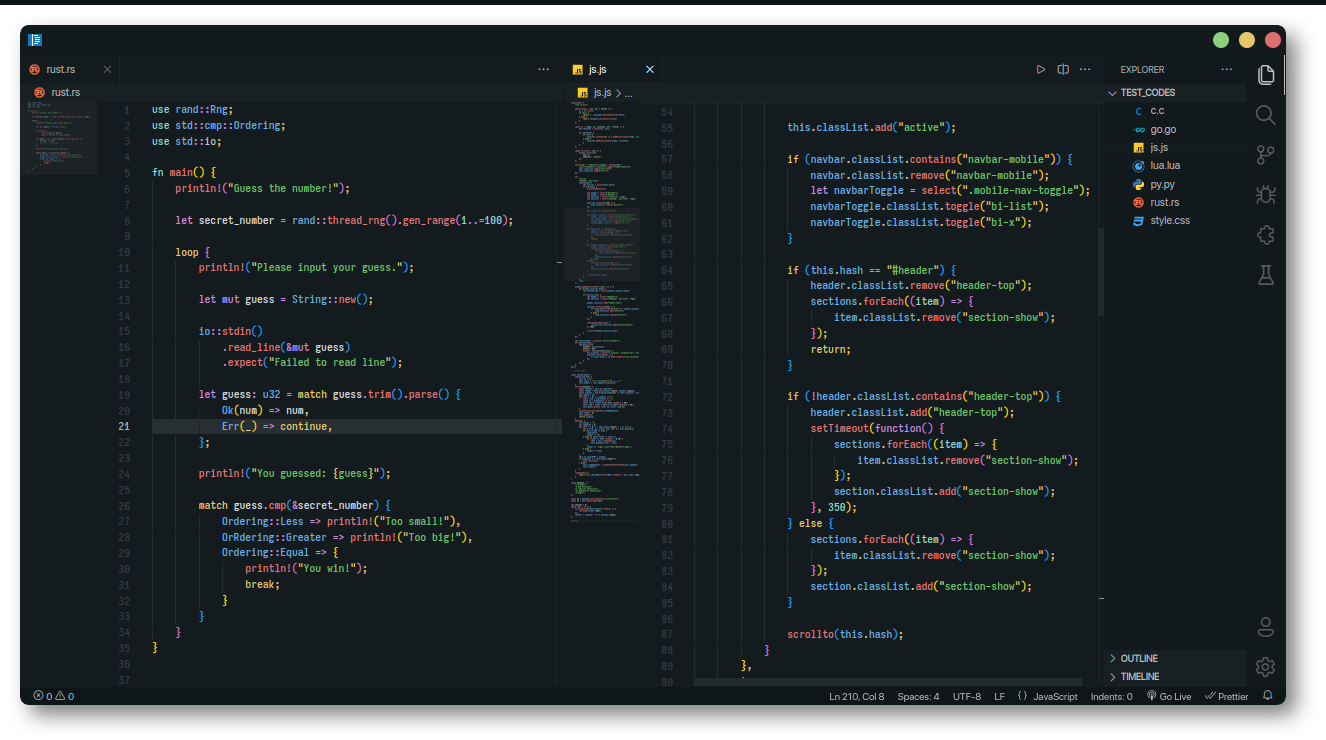 rust.rs
rust.rs
1 use rand::Rng;
2 use std::cmp::Ordering;
3 use std::io;
4
5 fn main() {
6 println!("Guess the number!");
7
8 let secret_number = rand::thread_rng().gen_range(1..=100);
9
10 loop {
11 println!("Please input your guess.");
12
13 let mut guess = String::new();
14
15 io::stdin()
16 .read_line(&mut guess)
17 .expect("Failed to read line");
18
19 let guess: u32 = match guess.trim().parse() {
20 Ok(num) => num,
21 Err(_) => continue,
22 };
23
24 println!("You guessed: {guess}");
25
26 match guess.cmp(&secret_number) {
27 Ordering::Less => println!("Too small!"),
28 OrRdering::Greater => println!("Too big!"),
29 Ordering::Equal => {
30 println!("You win!");
31 break;
32 }
33 }
34 }
35 }
36
37
JS js.js
JS js.js > ...
54
55 this.classList.add("active");
56
57 if (navbar.classList.contains("navbar-mobile")) {
58 navbar.classList.remove("navbar-mobile");
59 let navbarToggle = select(".mobile-nav-toggle");
60 navbarToggle.classList.toggle("bi-list");
61 navbarToggle.classList.toggle("bi-x");
62 }
63
64 if (this.hash == "#header") {
65 header.classList.remove("header-top");
66 sections.forEach((item) => {
67 item.classList.remove("section-show");
68 });
69 return;
70 }
71
72 if (!header.classList.contains("header-top")) {
73 header.classList.add("header-top");
74 setTimeout(function() {
75 sections.forEach((item) => {
76 item.classList.remove("section-show");
77 });
78 section.classList.add("section-show");
79 }, 350);
80 } else {
81 sections.forEach((item) => {
82 item.classList.remove("section-show");
83 });
84 section.classList.add("section-show");
85 }
86
87 scrollto(this.hash);
88 }
89 },
90
EXPLORER
TEST_CODES
C c.c
GO go.go
JS js.js
lua.lua
py.py
rust.rs
style.css
OUTLINE
TIMELINE
0 0 Ln 210, Col 8 Spaces: 4 UTF-8 LF {} JavaScript Indents: 0 Go Live Prettier